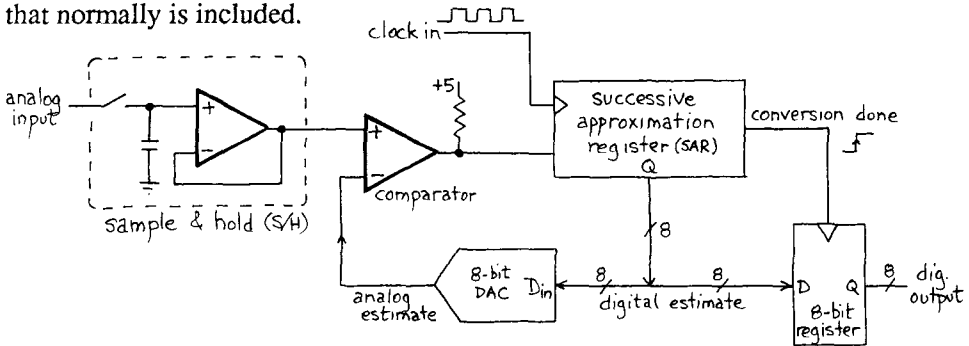 that normally is included.
clock in
analog
input
+
−
sample & hold (S/H)
+5
+
−
comparator
successive
approximation
register (SAR)
Q
conversion done
8
8-bit
DAC
Din
analog
estimate
8
8
digital estimate
D
Q
8-bit
register
8
dig.
output